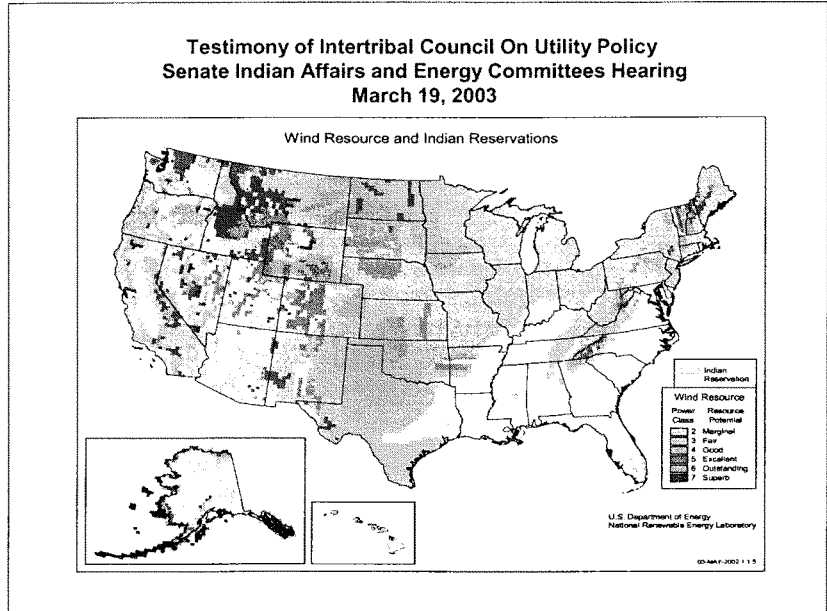 Testimony of Intertribal Council On Utility Policy
Senate Indian Affairs and Energy Committees Hearing
March 19, 2003
Wind Resource and Indian Reservations
Indian
Reservation
Wind Resource
Power Resource
Class Potential
2 Marginal
3 Fair
4 Good
5 Excellent
6 Outstanding
7 Superb
U.S. Department of Energy
National Renewable Energy Laboratory